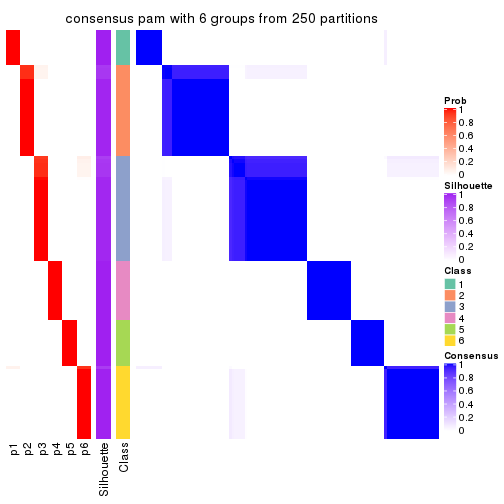 consensus pam with 6 groups from 250 partitions
Prob
1
0.8
0.6
0.4
0.2
0
Silhouette
1
0.8
0.6
0.4
0.2
0
Class
1
2
3
4
5
6
Consensus
1
0.8
0.6
0.4
0.2
0
p1
p2
p3
p4
p5
p6
Silhouette
Class